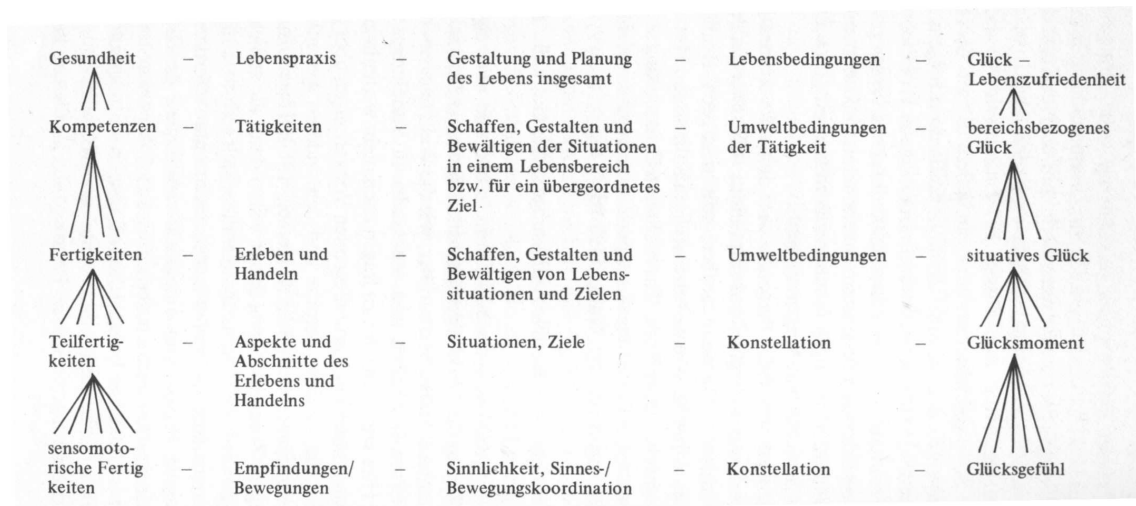 Gesundheit – Lebenspraxis – Gestaltung und Planung – Lebensbedingungen – Glück –
des Lebens insgesamt Lebenszufriedenheit
Kompetenzen – Tätigkeiten – Schaffen, Gestalten und – Umweltbedingungen – bereichsbezogenes
Bewältigen der Situationen der Tätigkeit Glück
in einem Lebensbereich
bzw. für ein übergeordnetes
Ziel
Fertigkeiten – Erleben und – Schaffen, Gestalten und – Umweltbedingungen – situatives Glück
Handeln Bewältigen von Lebens-
situationen und Zielen
Teilfertig- – Aspekte und – Situationen, Ziele – Konstellation – Glücksmoment
keiten Abschnitte des
Erlebens und
Handelns
sensomoto-
rische Fertig – Empfindungen/ – Sinnlichkeit, Sinnes-/ – Konstellation – Glücksgefühl
keiten Bewegungen Bewegungskoordination